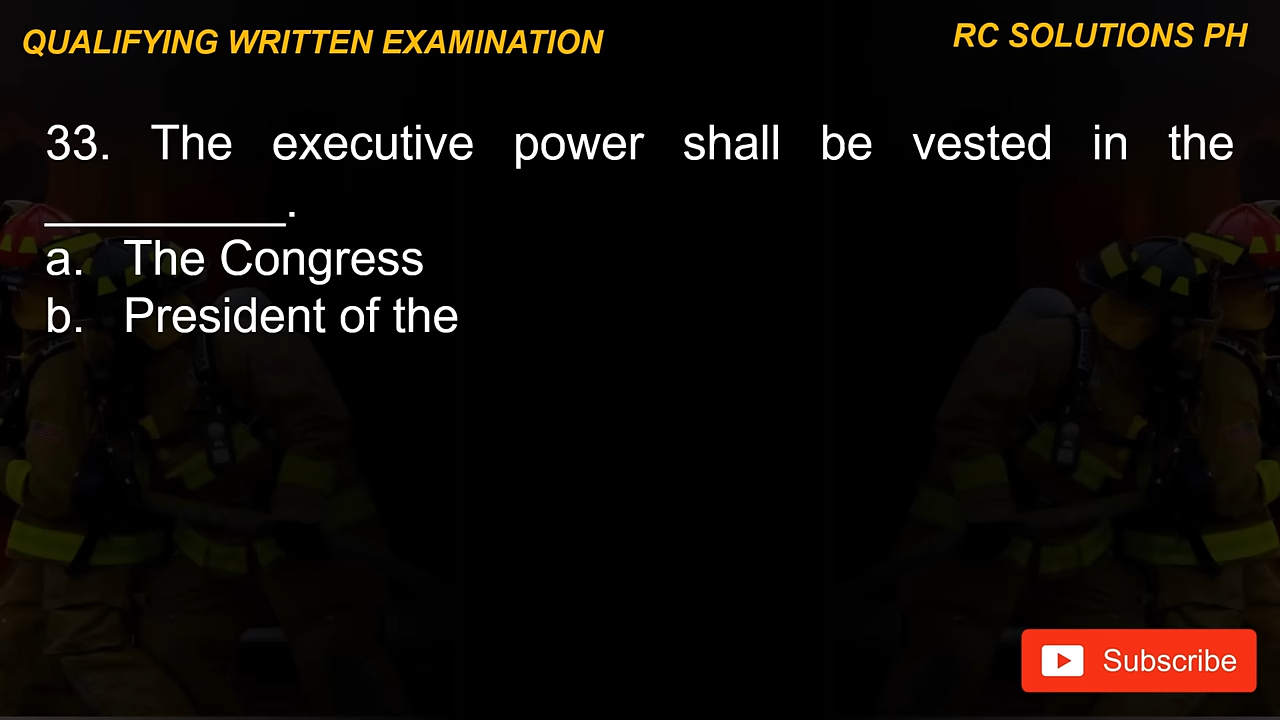 QUALIFYING WRITTEN EXAMINATION
RC SOLUTIONS PH
33. The executive power shall be vested in the
_________.
a. The Congress
b. President of the
Subscribe